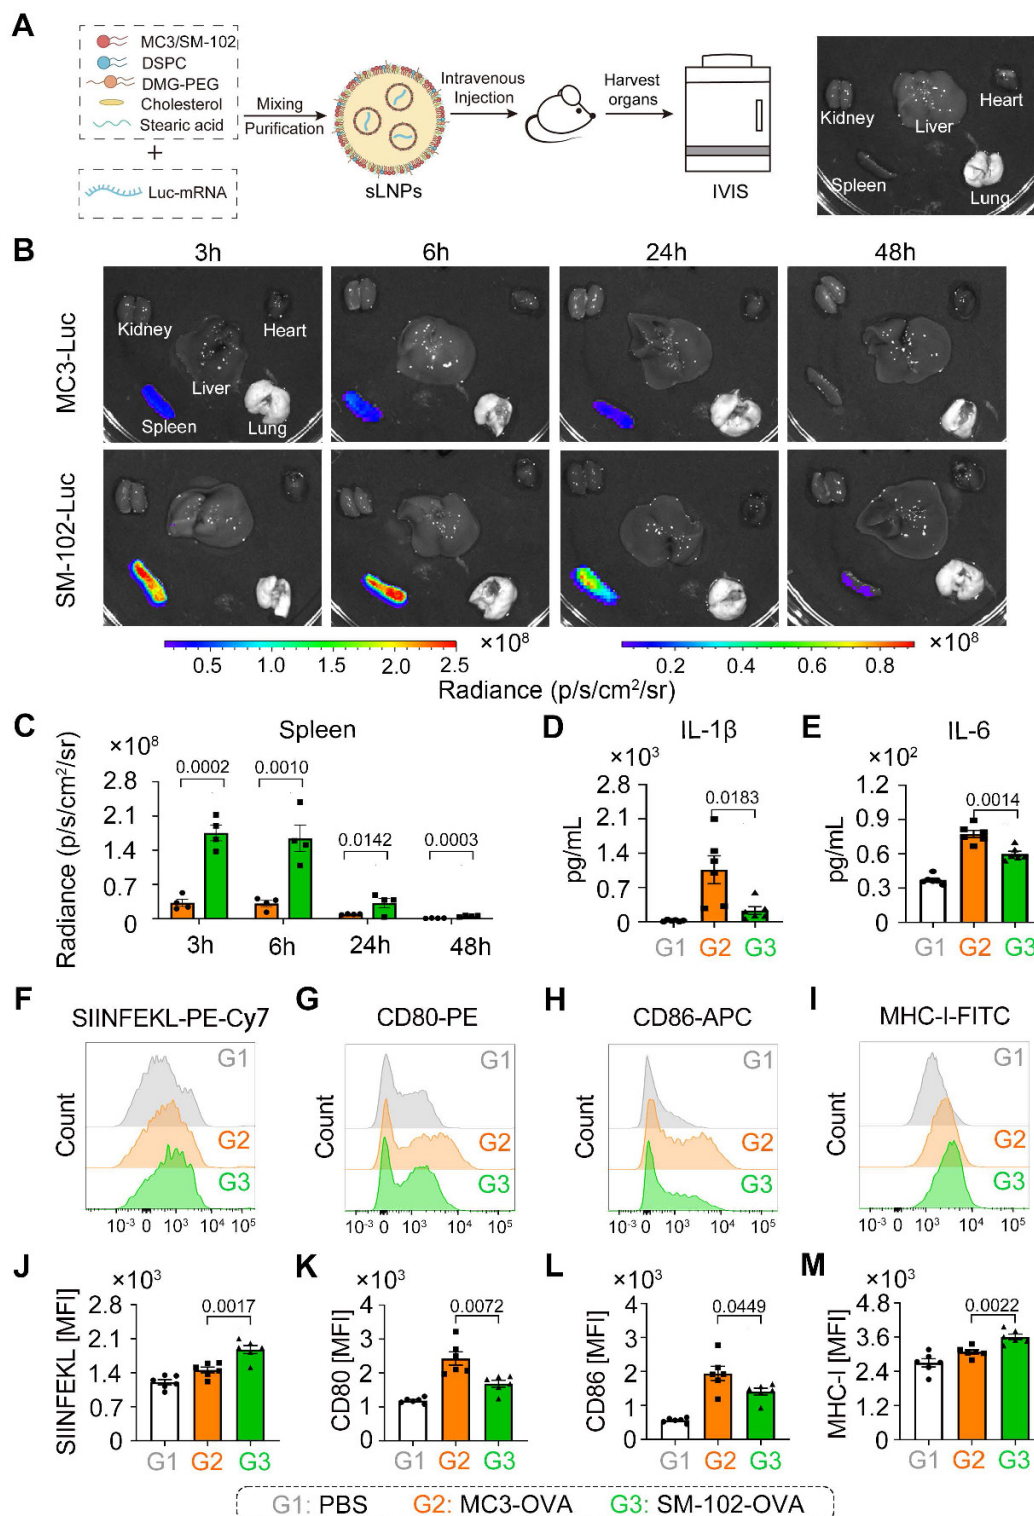 A
MC3/SM-102
DSPC
DMG-PEG
Cholesterol
Stearic acid
+
Luc-mRNA
Mixing
Purification
sLNPs
Intravenous
Injection
Harvest
organs
IVIS
Kidney
Liver
Heart
Spleen
Lung
B
3h 6h 24h 48h
MC3-Luc
Kidney
Heart
Liver
Spleen
Lung
SM-102-Luc
0.5 1.0 2.0 2.5 ×10⁸
0.2 0.4 0.6 0.8 ×10⁸
Radiance (p/s/cm²/sr)
C
Spleen
×10⁸
Radiance (p/s/cm²/sr)
2.8
2.1
1.4
0.7
0
0.0002
0.0010
0.0142
0.0003
3h 6h 24h 48h
D
IL-1β
×10³
pg/mL
2.8
2.1
1.4
0.7
0
0.0183
G1 G2 G3
E
IL-6
×10²
pg/mL
1.2
0.9
0.6
0.3
0
0.0014
G1 G2 G3
F
SIINFEKL-PE-Cy7
Count
G1
G2
G3
10⁻³ 0 10³ 10⁴ 10⁵
G
CD80-PE
Count
G1
G2
G3
10⁻³ 0 10³ 10⁴ 10⁵
H
CD86-APC
Count
G1
G2
G3
10⁻³ 0 10³ 10⁴ 10⁵
I
MHC-I-FITC
Count
G1
G2
G3
10⁻³ 0 10³ 10⁴ 10⁵
J
×10³
SIINFEKL [MFI]
2.8
2.1
1.4
0.7
0
0.0017
G1 G2 G3
K
×10³
CD80 [MFI]
4
3
2
1
0
0.0072
G1 G2 G3
L
×10³
CD86 [MFI]
4
3
2
1
0
0.0449
G1 G2 G3
M
×10³
MHC-I [MFI]
4.8
3.6
2.4
1.2
0
0.0022
G1 G2 G3
G1: PBS G2: MC3-OVA G3: SM-102-OVA